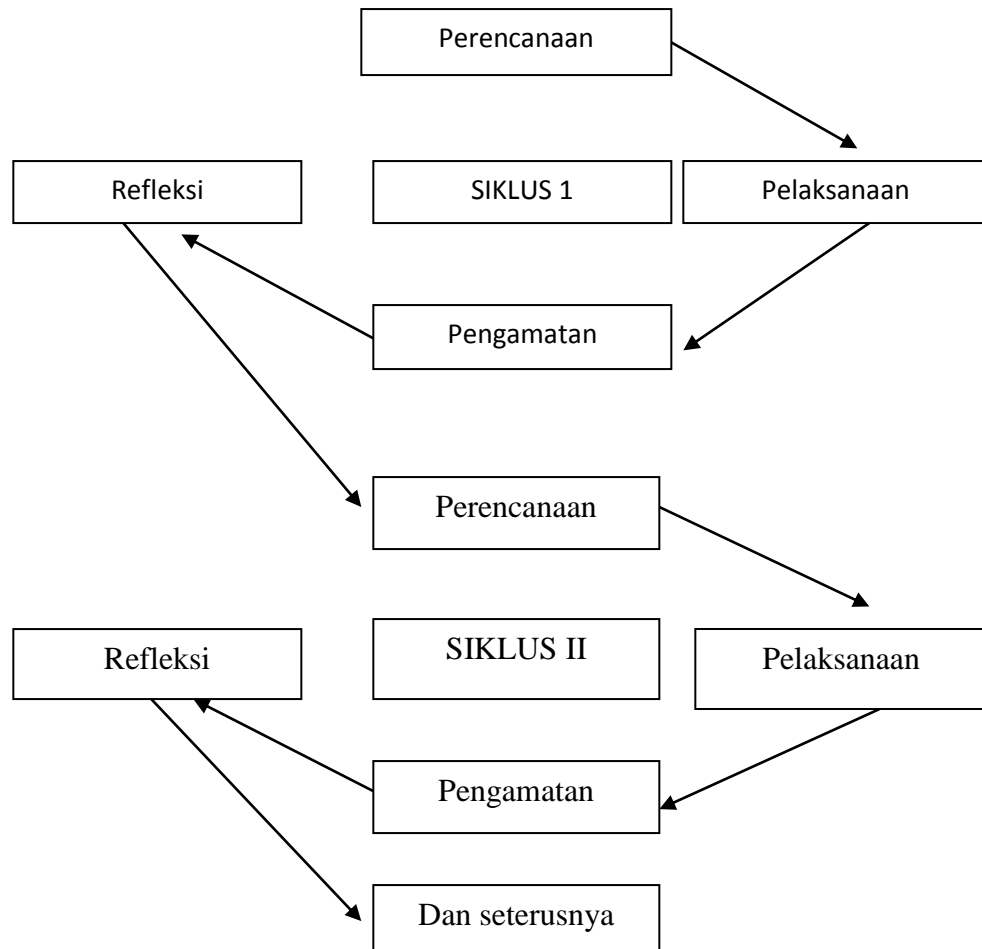 Perencanaan
Refleksi
SIKLUS 1
Pelaksanaan
Pengamatan
Perencanaan
Refleksi
SIKLUS II
Pelaksanaan
Pengamatan
Dan seterusnya